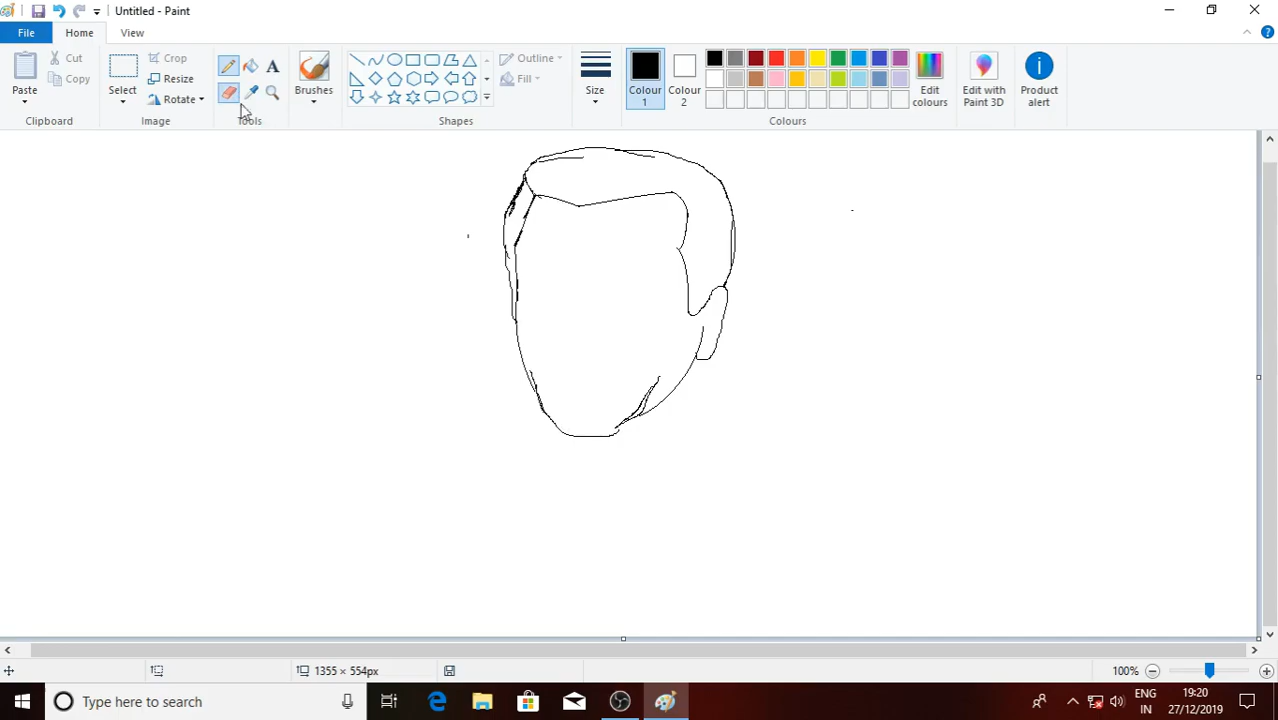 Untitled - Paint
File Home View
Paste
Cut
Copy
Clipboard
Select
Crop
Resize
Rotate
Image
A
Tools
Brushes
Outline
Fill
Shapes
Size
Colour 1
Colour 2
Edit colours
Colours
Edit with Paint 3D
Product alert
1355 × 554px
100%
Type here to search
ENG
IN
19:20
27/12/2019